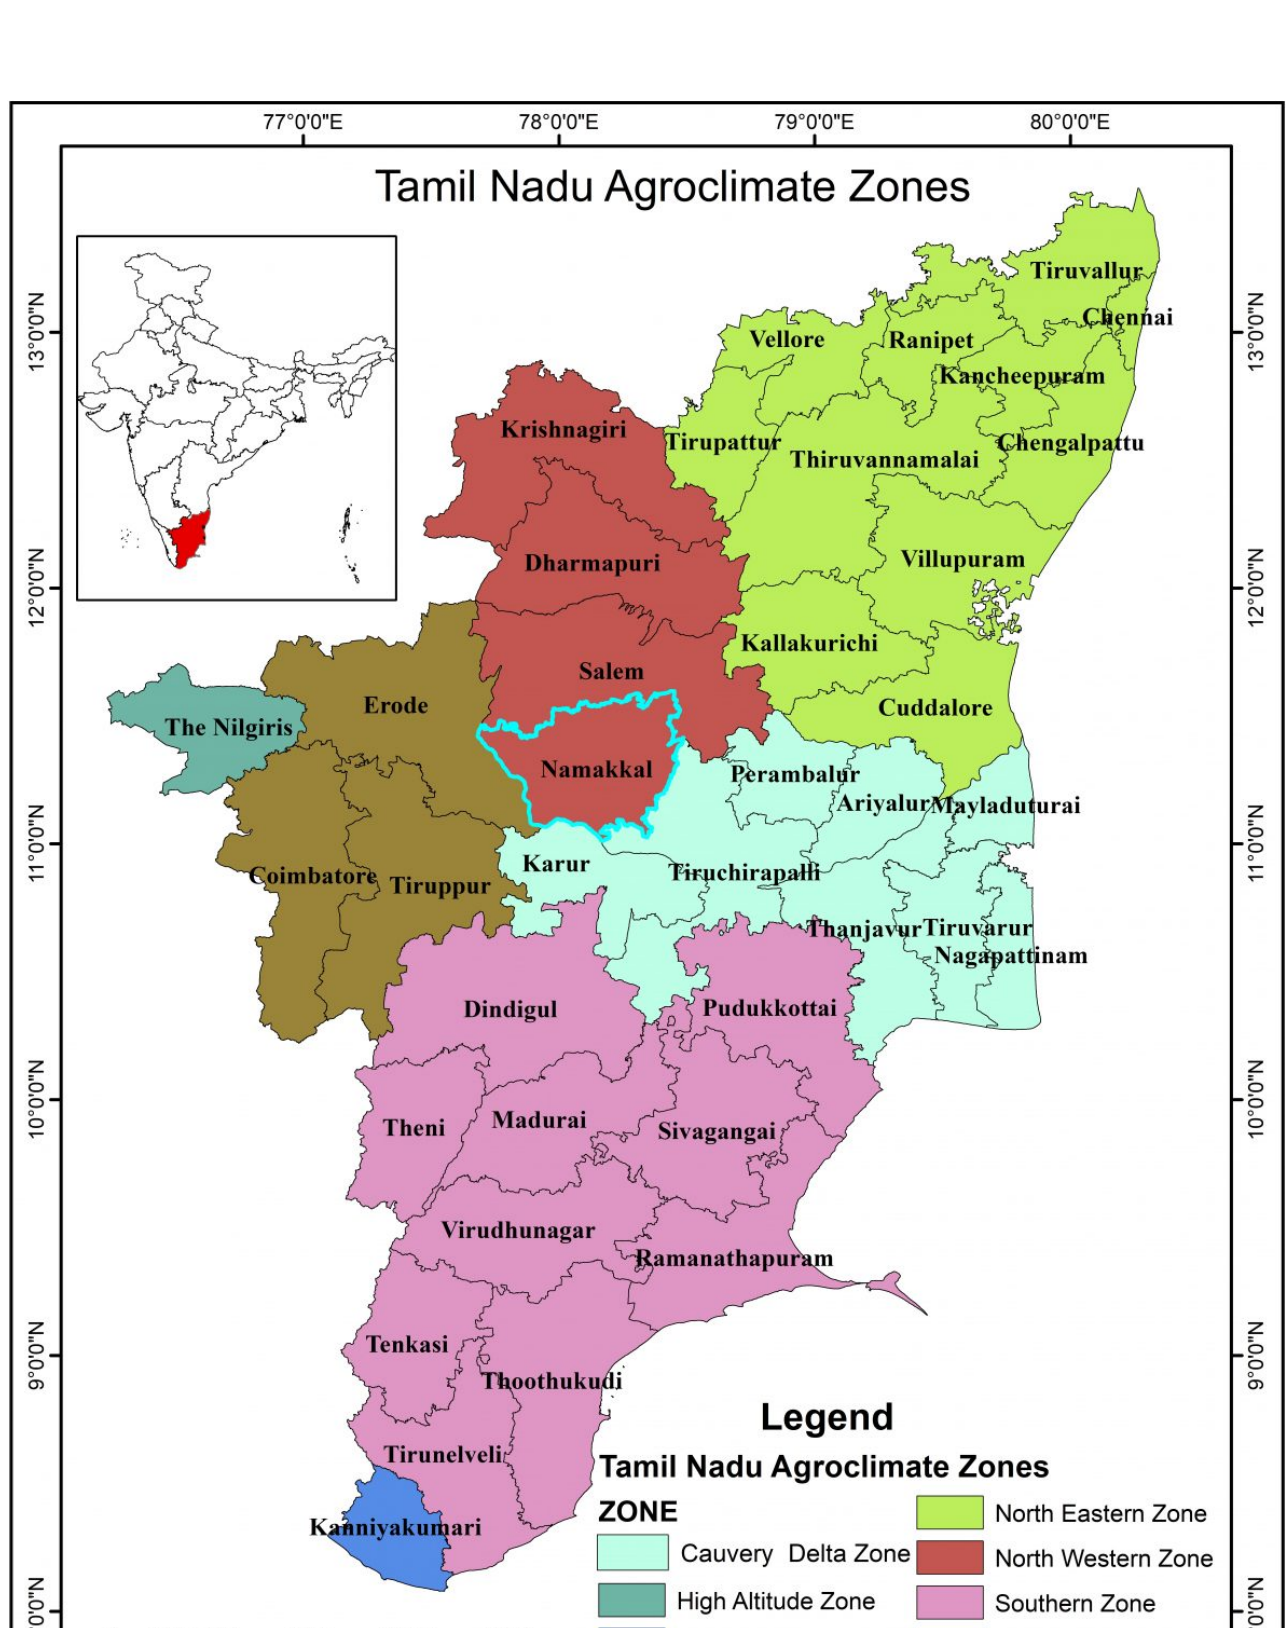 77°0'0"E 78°0'0"E 79°0'0"E 80°0'0"E
Tamil Nadu Agroclimate Zones
13°0'0"N
12°0'0"N
11°0'0"N
10°0'0"N
9°0'0"N
0'0"N
13°0'0"N
12°0'0"N
11°0'0"N
10°0'0"N
9°0'0"N
0'0"N
Tiruvallur
Chennai
Vellore
Ranipet
Kancheepuram
Krishnagiri
Tirupattur
Chengalpattu
Thiruvannamalai
Dharmapuri
Villupuram
Kallakurichi
Salem
Erode
Cuddalore
The Nilgiris
Namakkal
Perambalur
Ariyalur
Mayladuturai
Karur
Tiruchirapalli
Coimbatore
Tiruppur
Thanjavur
Tiruvarur
Nagapattinam
Dindigul
Pudukkottai
Theni
Madurai
Sivagangai
Virudhunagar
Ramanathapuram
Tenkasi
Thoothukudi
Tirunelveli
Kanniyakumari
Legend
Tamil Nadu Agroclimate Zones
ZONE
Cauvery Delta Zone
High Altitude Zone
North Eastern Zone
North Western Zone
Southern Zone